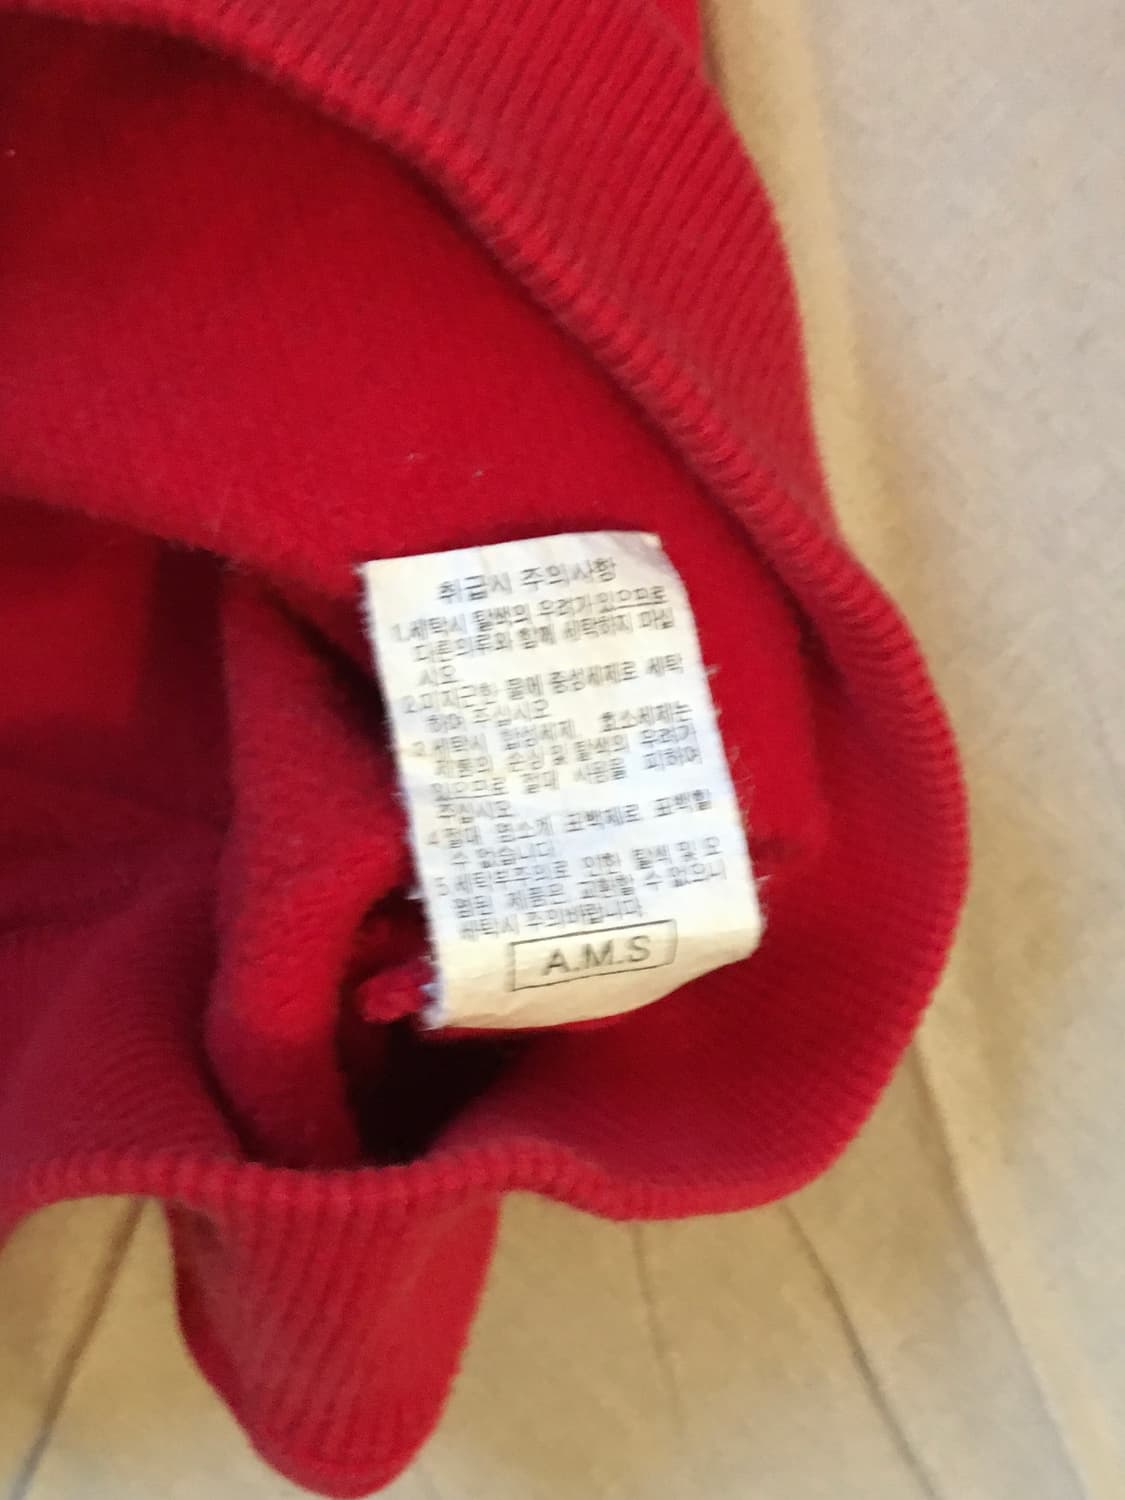 취급시 주의사항
1.세탁시 탈색의 우려가 있으므로
다른의류와 함께 세탁하지 마십
시오
2.미지근한 물에 중성세제로 세탁
하여 주십시오
3.세탁시 합성세제, 효소세제는
제품의 손상 및 탈색의 우려가
있으므로 절대 사용을 피하여
주십시오.
4.절대 염소계 표백제로 표백할
수 없습니다.
5.세탁부주의로 인한 탈색 및 오
염된 제품은 교환할 수 없으니
세탁시 주의바랍니다.
A.M.S